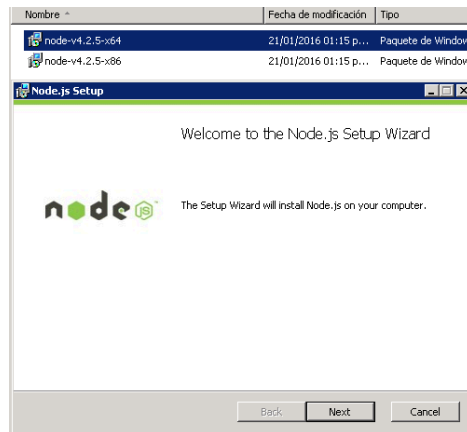 Nombre Fecha de modificación Tipo
node-v4.2.5-x64 21/01/2016 01:15 p... Paquete de Window
node-v4.2.5-x86 21/01/2016 01:15 p... Paquete de Window
Node.js Setup
Welcome to the Node.js Setup Wizard
node JS
The Setup Wizard will install Node.js on your computer.
Back Next Cancel